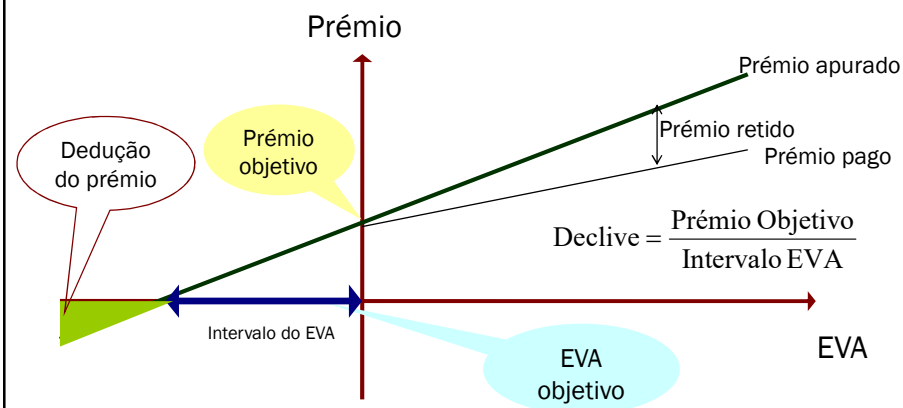 Prémio
Prémio apurado
Prémio
objetivo
Prémio retido
Dedução
do prémio
Prémio pago
Declive = Prémio Objetivo
Intervalo EVA
Intervalo do EVA
EVA
EVA
objetivo